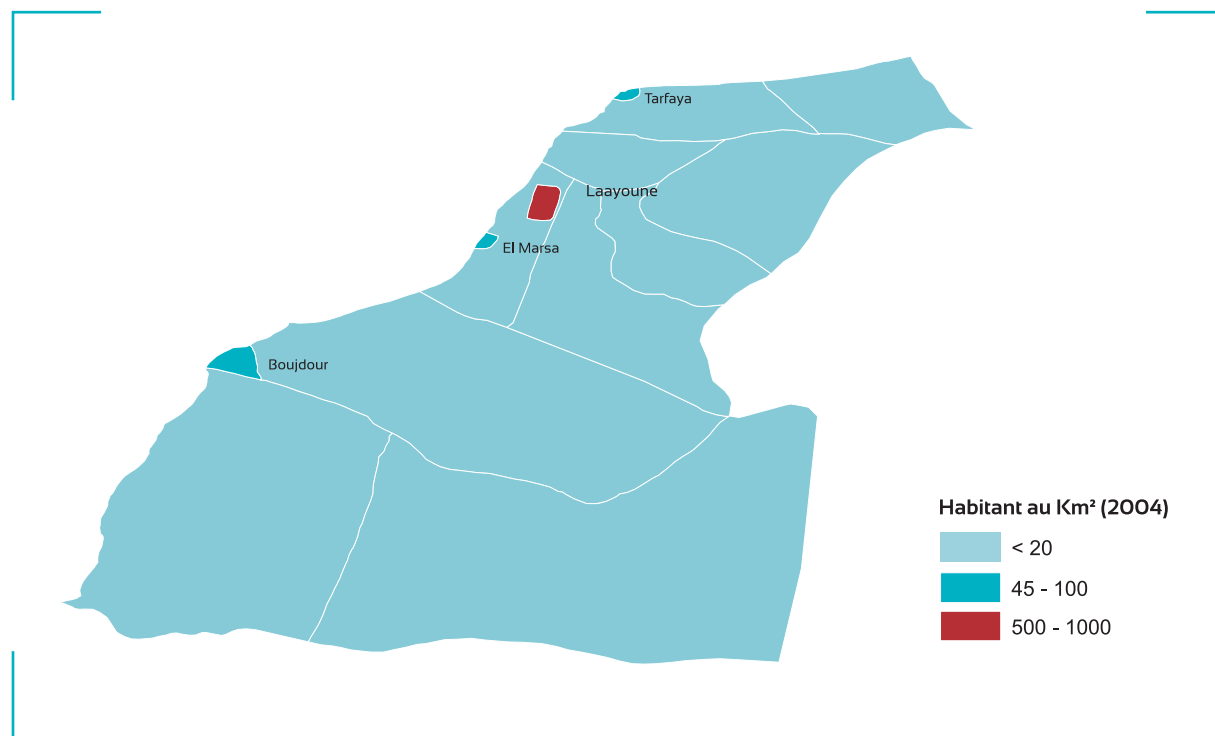 Tarfaya
Laayoune
El Marsa
Boujdour
Habitant au Km² (2004)
< 20
45 - 100
500 - 1000